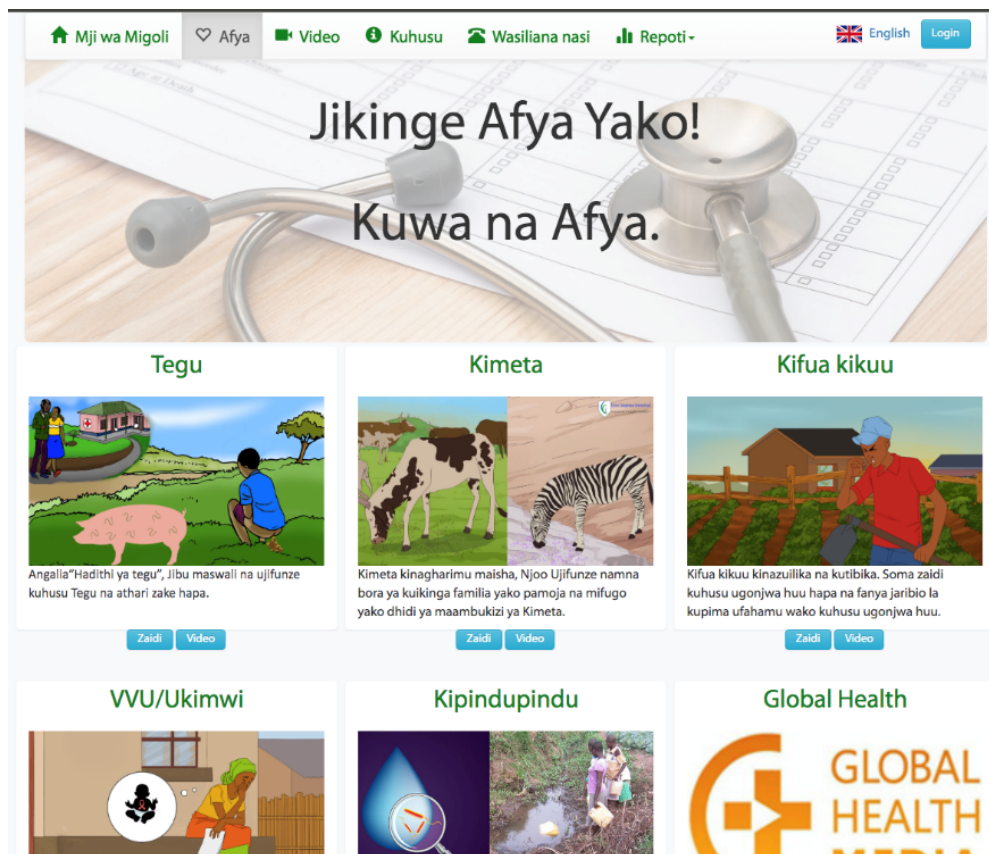 Mji wa Migoli Afya Video Kuhusu Wasiliana nasi Repoti English Login
Jikinge Afya Yako!
Kuwa na Afya.
Tegu
Angalia“Hadithi ya tegu”, Jibu maswali na ujifunze
kuhusu Tegu na athari zake hapa.
Zaidi Video
Kimeta
Kimeta kinagharimu maisha, Njoo Ujifunze namna
bora ya kuikinga familia yako pamoja na mifugo
yako dhidi ya maambukizi ya Kimeta.
Zaidi Video
Kifua kikuu
Kifua kikuu kinazuilika na kutibika. Soma zaidi
kuhusu ugonjwa huu hapa na fanya jaribio la
kupima ufahamu wako kuhusu ugonjwa huu.
Zaidi Video
VVU/Ukimwi
Kipindupindu
Global Health
GLOBAL
HEALTH
MEDIA